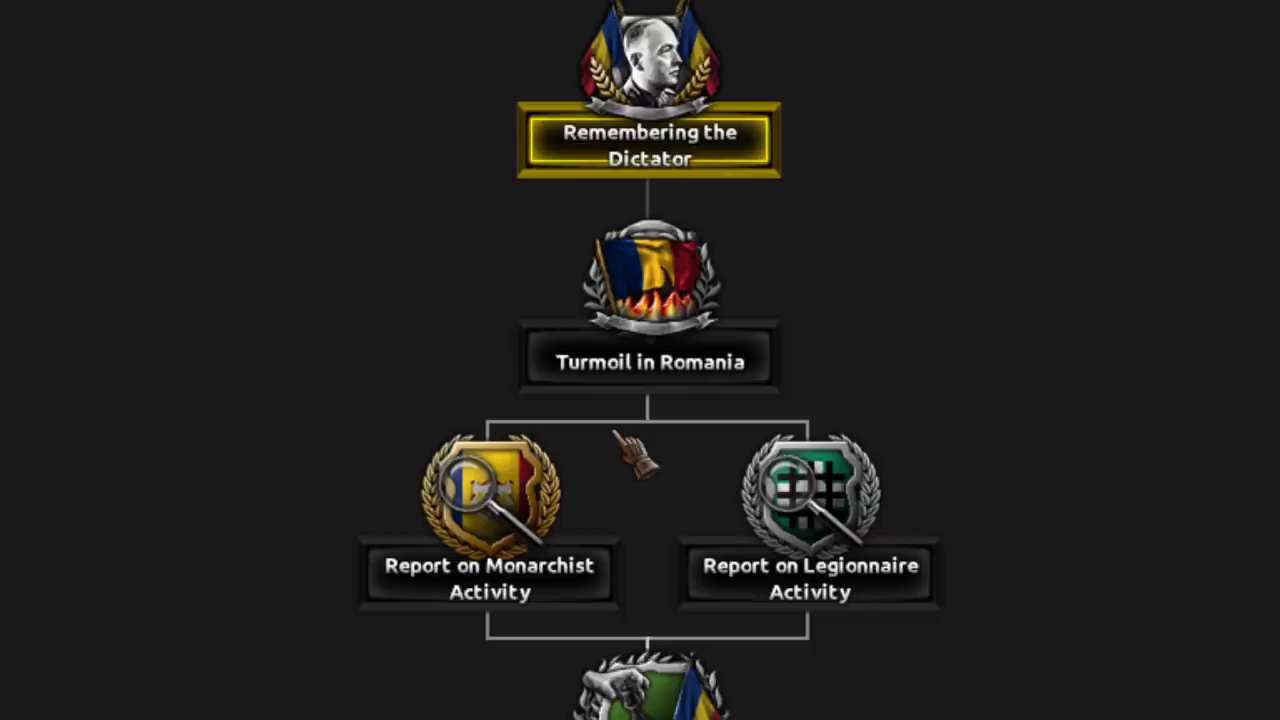 Remembering the
Dictator
Turmoil in Romania
Report on Monarchist
Activity
Report on Legionnaire
Activity